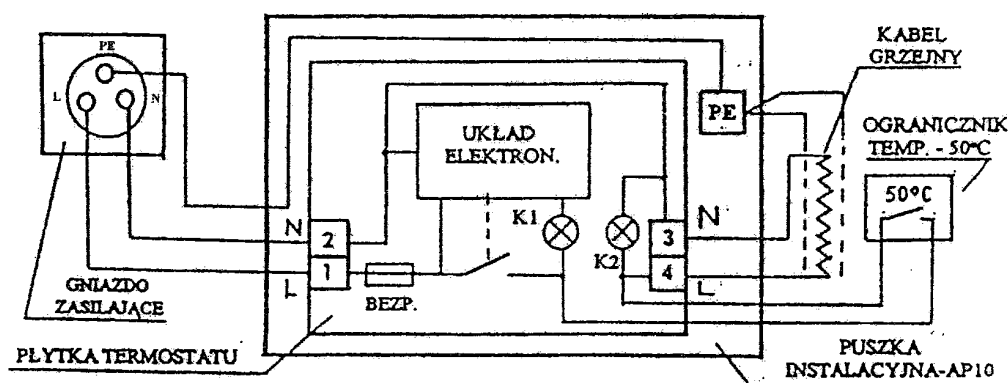 PE
L
N
GNIAZDO
ZASILAJĄCE
PŁYTKA TERMOSTATU
N
2
1
L
BEZP.
UKŁAD
ELEKTRON.
K1
K2
3
4
N
L
PE
KABEL
GRZEJNY
OGRANICZNIK
TEMP. - 50°C
50°C
PUSZKA
INSTALACYJNA-AP10